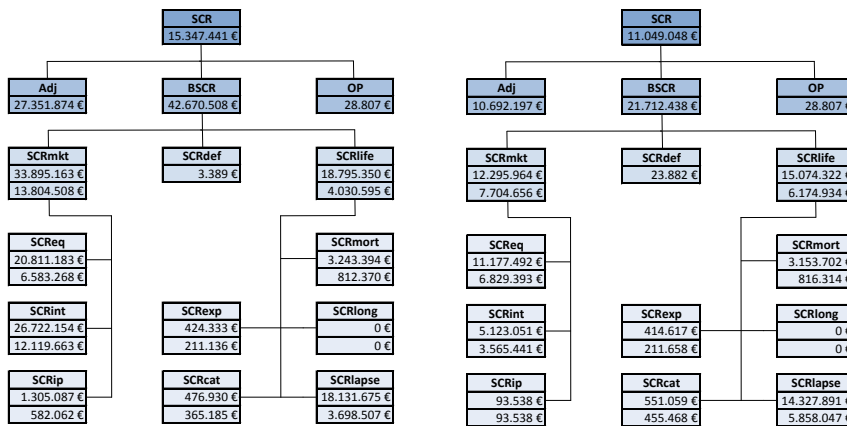 SCR
15.347.441 €
Adj
27.351.874 €
BSCR
42.670.508 €
OP
28.807 €
SCRmkt
33.895.163 €
13.804.508 €
SCRdef
3.389 €
SCRlife
18.795.350 €
4.030.595 €
SCReq
20.811.183 €
6.583.268 €
SCRmort
3.243.394 €
812.370 €
SCRint
26.722.154 €
12.119.663 €
SCRexp
424.333 €
211.136 €
SCRlong
0 €
0 €
SCRip
1.305.087 €
582.062 €
SCRcat
476.930 €
365.185 €
SCRlapse
18.131.675 €
3.698.507 €
SCR
11.049.048 €
Adj
10.692.197 €
BSCR
21.712.438 €
OP
28.807 €
SCRmkt
12.295.964 €
7.704.656 €
SCRdef
23.882 €
SCRlife
15.074.322 €
6.174.934 €
SCReq
11.177.492 €
6.829.393 €
SCRmort
3.153.702 €
816.314 €
SCRint
5.123.051 €
3.565.441 €
SCRexp
414.617 €
211.658 €
SCRlong
0 €
0 €
SCRip
93.538 €
93.538 €
SCRcat
551.059 €
455.468 €
SCRlapse
14.327.891 €
5.858.047 €